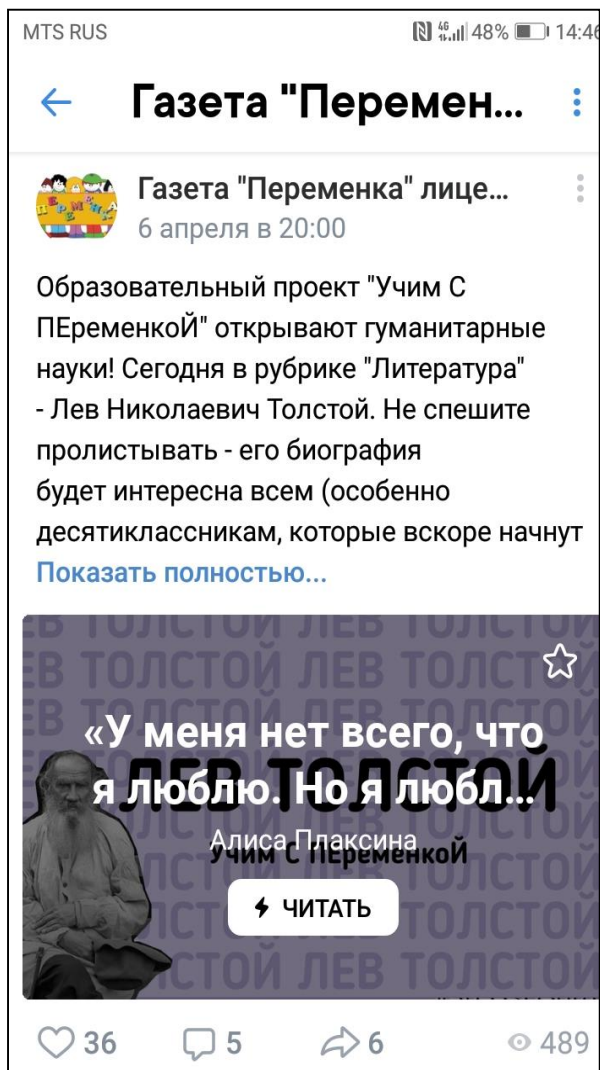 MTS RUS 4G 48% 14:46
Газета "Перемен...
ПЕРЕМЕНКА
Газета "Переменка" лице...
6 апреля в 20:00
Образовательный проект "Учим С
ПЕременкоЙ" открывают гуманитарные
науки! Сегодня в рубрике "Литература"
- Лев Николаевич Толстой. Не спешите
пролистывать - его биография
будет интересна всем (особенно
десятиклассникам, которые вскоре начнут
Показать полностью...
ЛЕВ ТОЛСТОЙ
«У меня нет всего, что
я люблю. Но я любл...
Алиса Плаксина
Учим С ПЕременкоЙ
ЧИТАТЬ
36 5 6 489